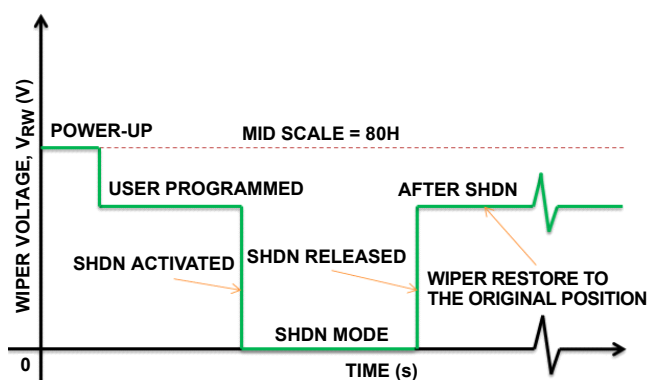 WIPER VOLTAGE, VRW (V)
POWER-UP
MID SCALE = 80H
USER PROGRAMMED
AFTER SHDN
SHDN ACTIVATED
SHDN RELEASED
WIPER RESTORE TO
THE ORIGINAL POSITION
SHDN MODE
0
TIME (s)